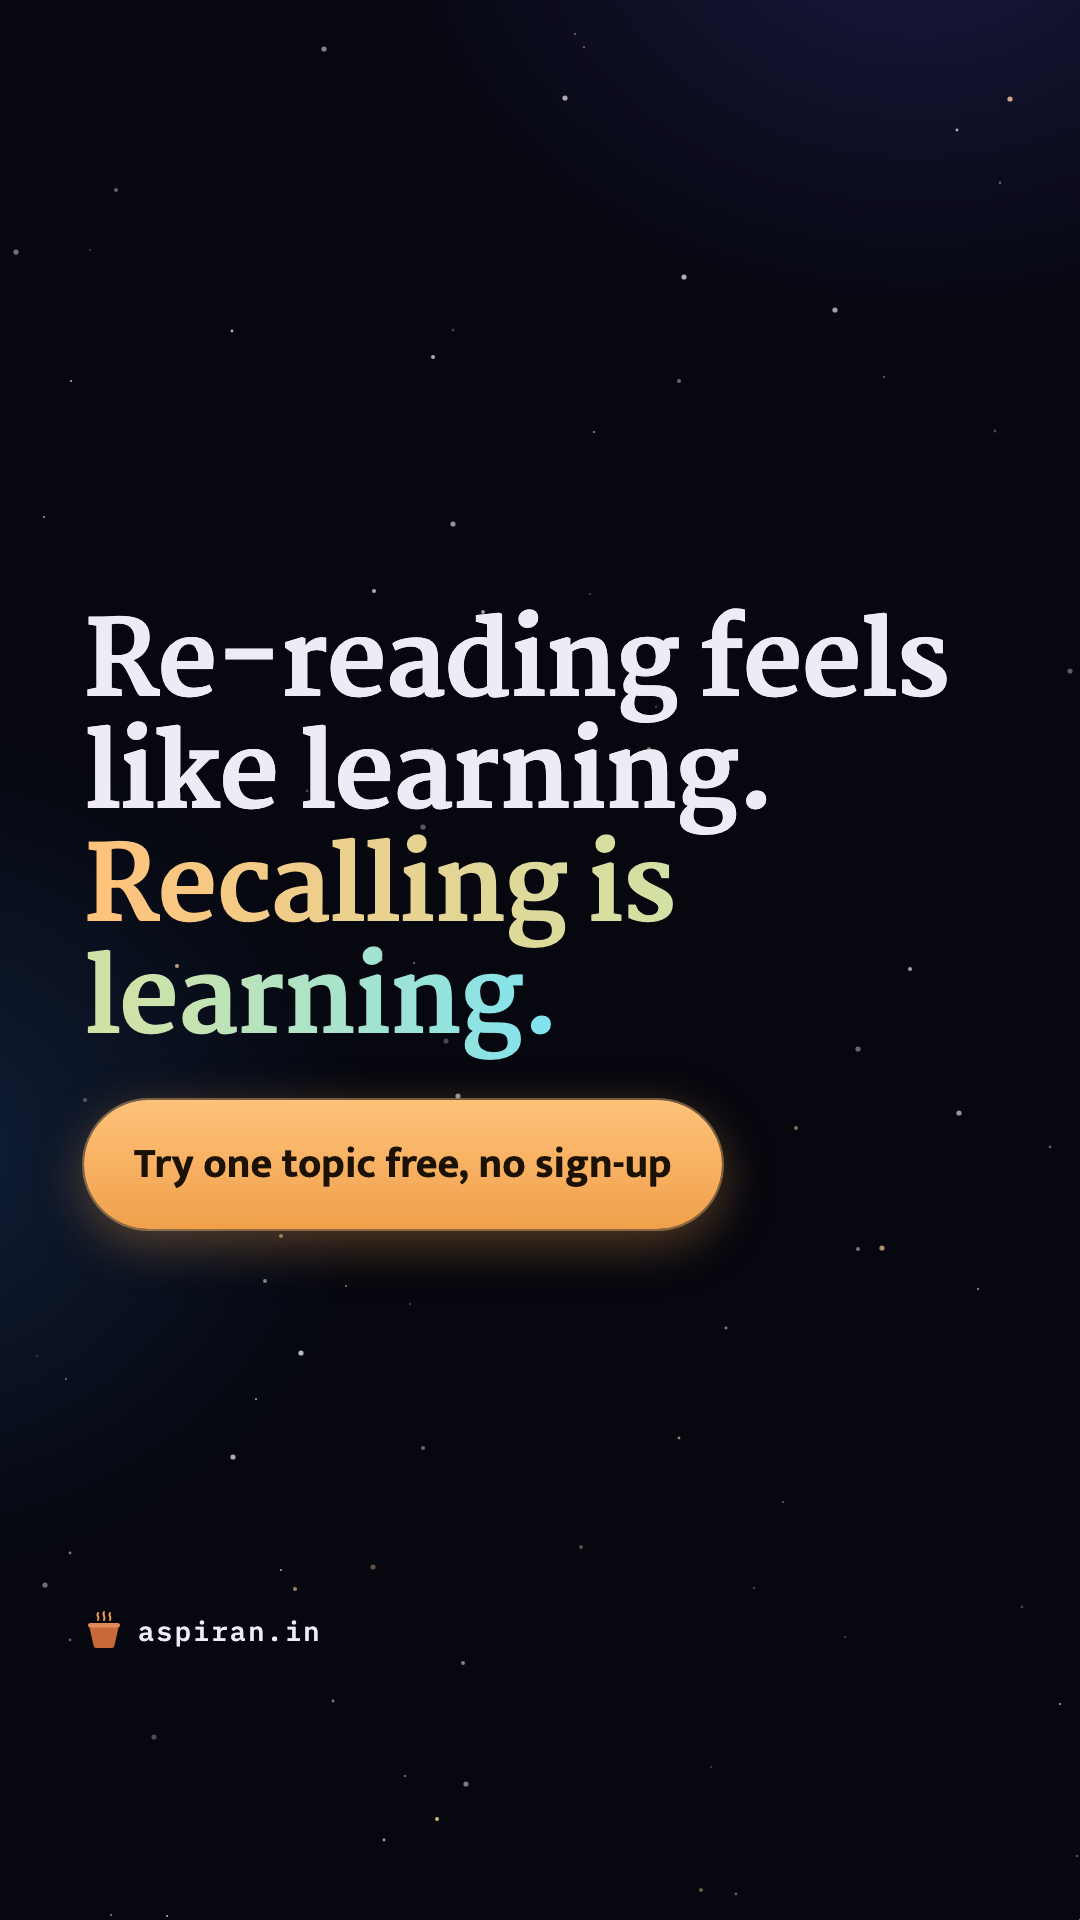 Re-reading feels
like learning.
Recalling is
learning.
Try one topic free, no sign-up
aspiran.in